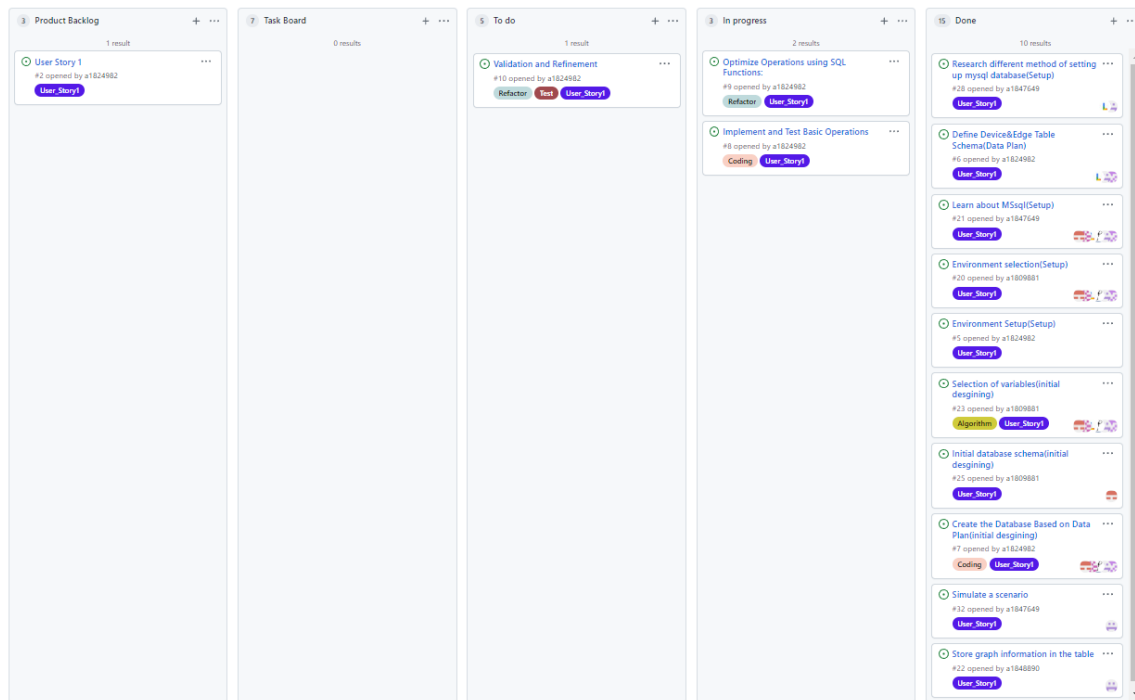 3 Product Backlog
1 result
User Story 1
#2 opened by a1824982
User_Story1
7 Task Board
0 results
5 To do
1 result
Validation and Refinement
#10 opened by a1824982
Refactor Test User_Story1
3 In progress
2 results
Optimize Operations using SQL
Functions:
#9 opened by a1824982
Refactor User_Story1
Implement and Test Basic Operations
#8 opened by a1824982
Coding User_Story1
15 Done
10 results
Research different method of setting
up mysql database(Setup)
#28 opened by a1847649
User_Story1
Define Device&Edge Table
Schema(Data Plan)
#6 opened by a1824982
User_Story1
Learn about MSsql(Setup)
#21 opened by a1847649
User_Story1
Environment selection(Setup)
#20 opened by a1809881
User_Story1
Environment Setup(Setup)
#5 opened by a1824982
User_Story1
Selection of variables(initial
desgining)
#23 opened by a1809881
Algorithm User_Story1
Initial database schema(initial
desgining)
#25 opened by a1809881
User_Story1
Create the Database Based on Data
Plan(initial desgining)
#7 opened by a1824982
Coding User_Story1
Simulate a scenario
#32 opened by a1847649
User_Story1
Store graph information in the table
#22 opened by a1848890
User_Story1